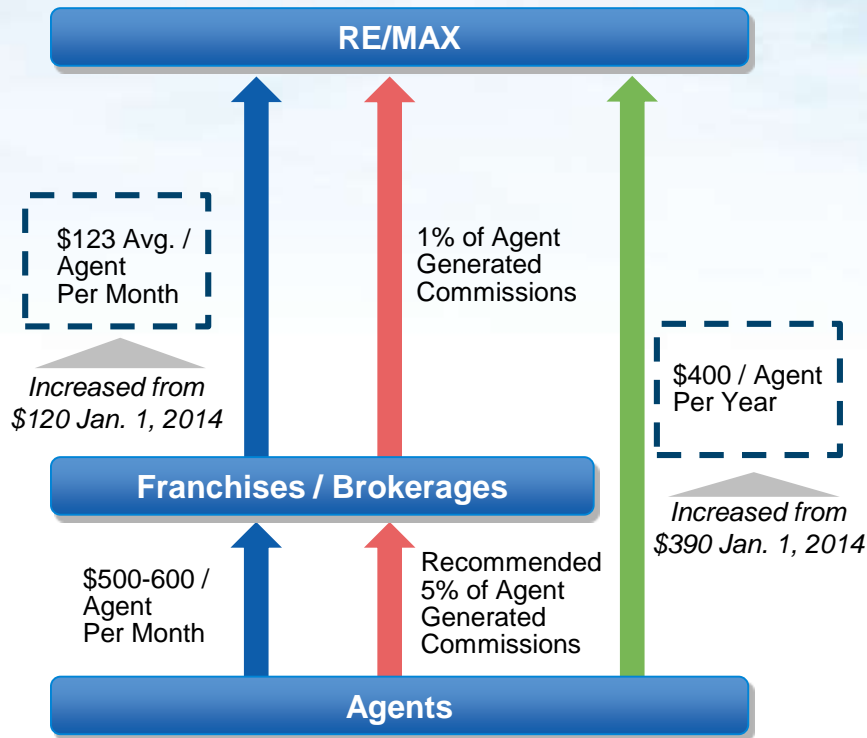 RE/MAX
$123 Avg. /
Agent
Per Month
Increased from
$120 Jan. 1, 2014
1% of Agent
Generated
Commissions
$400 / Agent
Per Year
Increased from
$390 Jan. 1, 2014
Franchises / Brokerages
$500-600 /
Agent
Per Month
Recommended
5% of Agent
Generated
Commissions
Agents